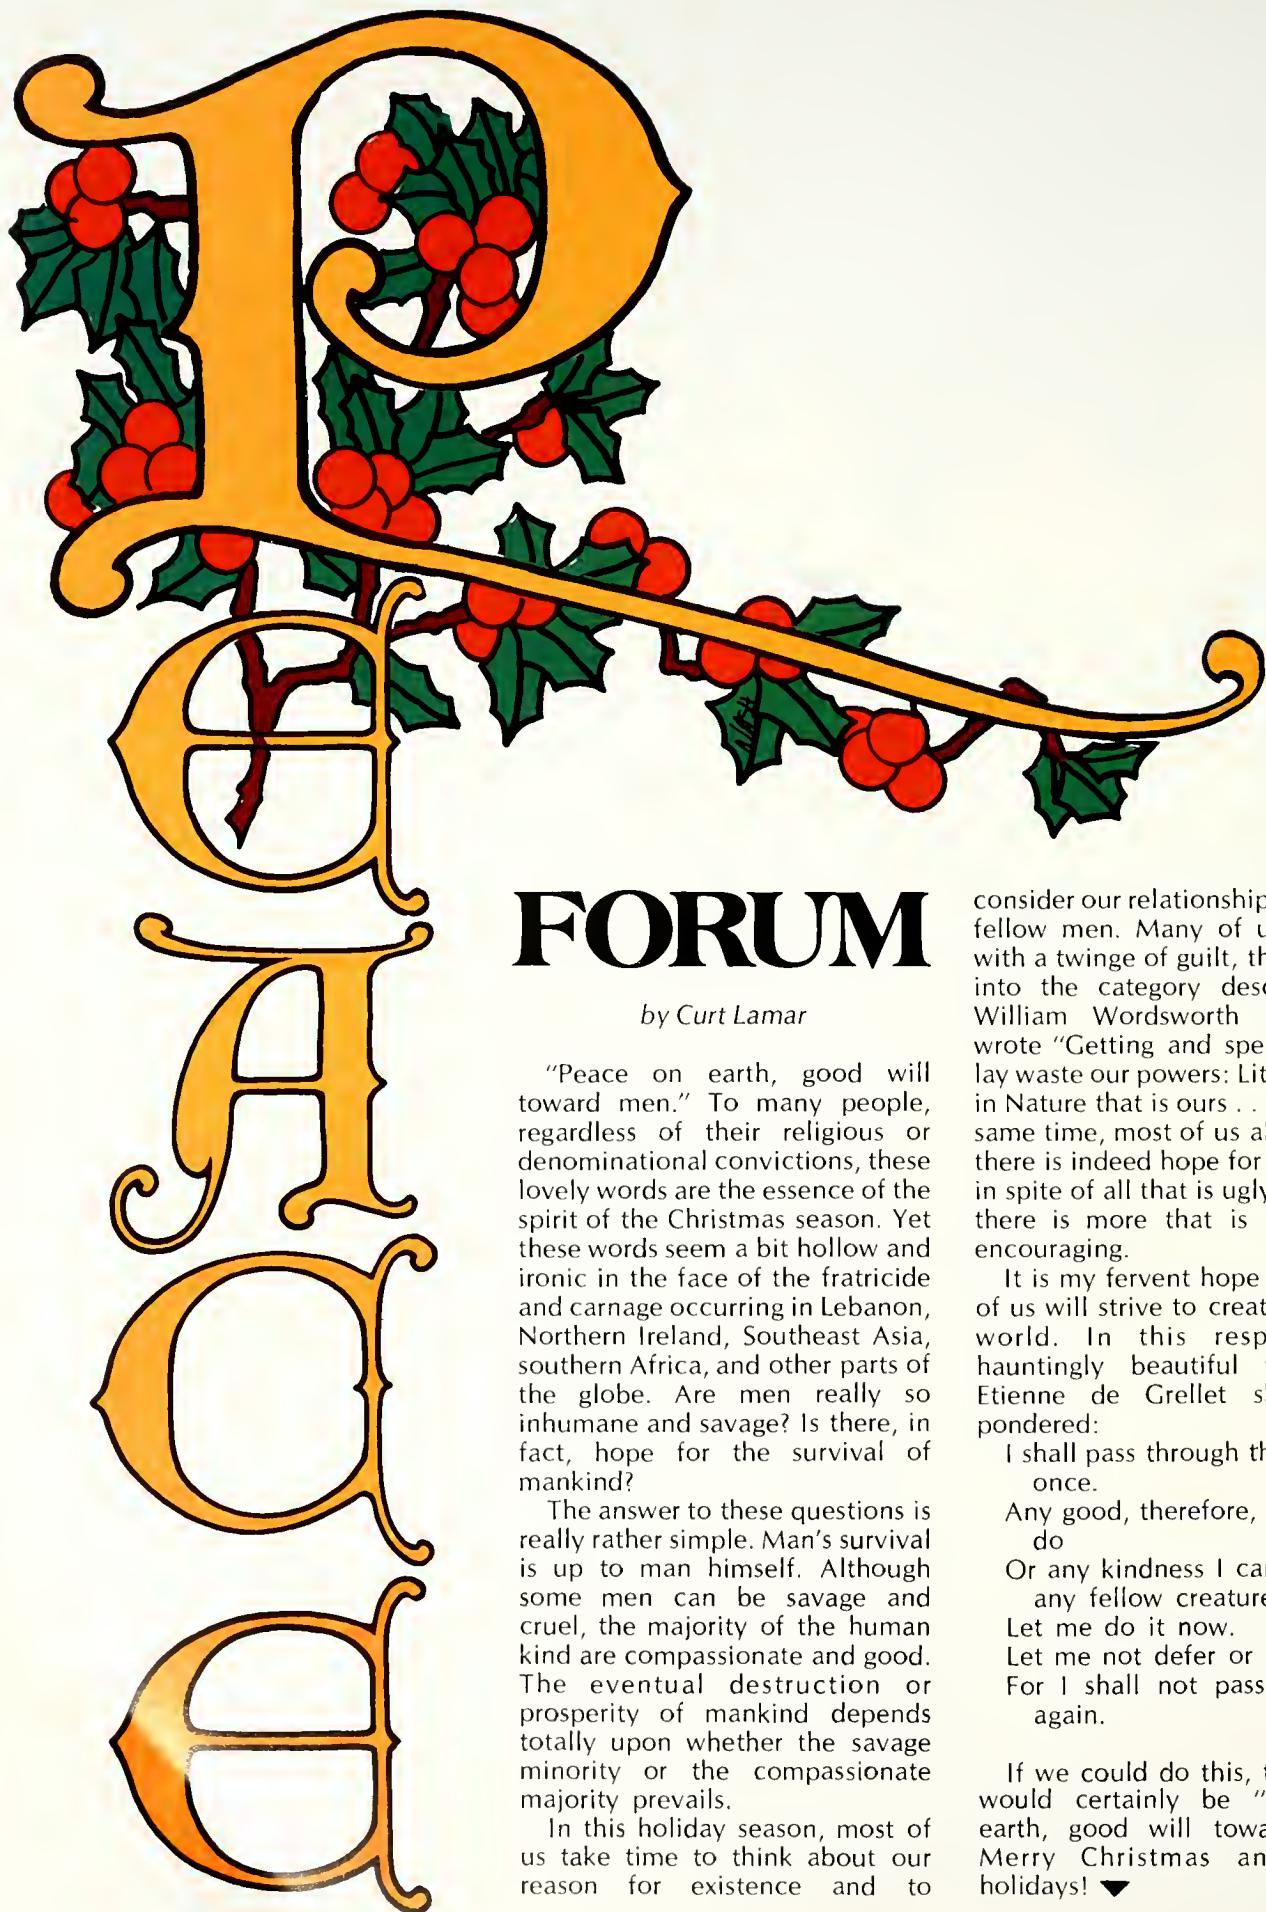 PEACE
NASH
FORUM
by Curt Lamar
"Peace on earth, good will
toward men." To many people,
regardless of their religious or
denominational convictions, these
lovely words are the essence of the
spirit of the Christmas season. Yet
these words seem a bit hollow and
ironic in the face of the fratricide
and carnage occurring in Lebanon,
Northern Ireland, Southeast Asia,
southern Africa, and other parts of
the globe. Are men really so
inhumane and savage? Is there, in
fact, hope for the survival of
mankind?
The answer to these questions is
really rather simple. Man's survival
is up to man himself. Although
some men can be savage and
cruel, the majority of the human
kind are compassionate and good.
The eventual destruction or
prosperity of mankind depends
totally upon whether the savage
minority or the compassionate
majority prevails.
In this holiday season, most of
us take time to think about our
reason for existence and to
consider our relationship
fellow men. Many of u
with a twinge of guilt, th
into the category desc
William Wordsworth
wrote "Getting and spe
lay waste our powers: Lit
in Nature that is ours . .
same time, most of us a
there is indeed hope for
in spite of all that is ugly
there is more that is
encouraging.
It is my fervent hope
of us will strive to creat
world. In this resp
hauntingly beautiful
Etienne de Grellet s
pondered:
I shall pass through th
once.
Any good, therefore,
do
Or any kindness I ca
any fellow creature
Let me do it now.
Let me not defer or
For I shall not pass
again.
If we could do this, t
would certainly be "
earth, good will towa
Merry Christmas an
holidays!